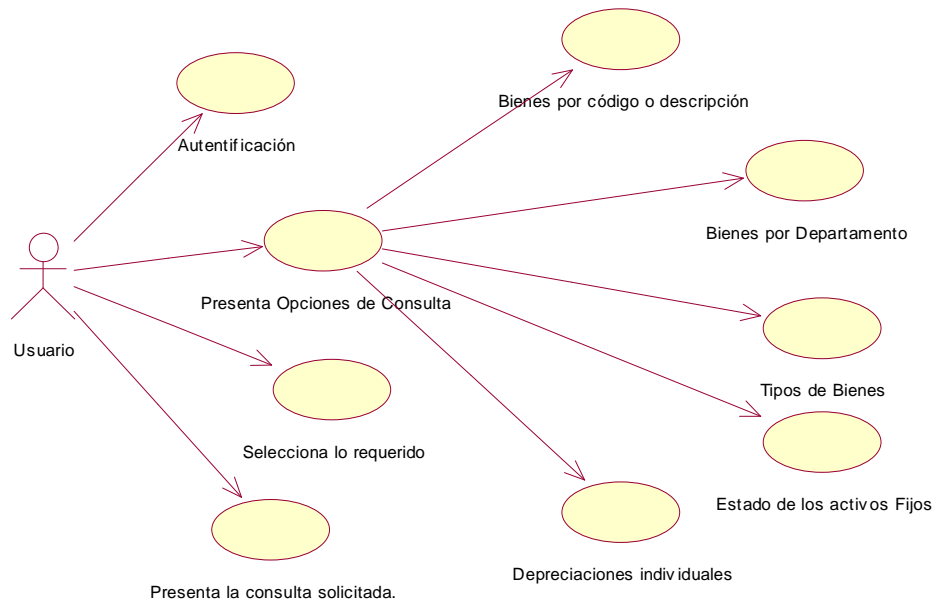 Bienes por código o descripción
Autentificación
Bienes por Departamento
Presenta Opciones de Consulta
Usuario
Tipos de Bienes
Selecciona lo requerido
Estado de los activos Fijos
Depreciaciones individuales
Presenta la consulta solicitada.